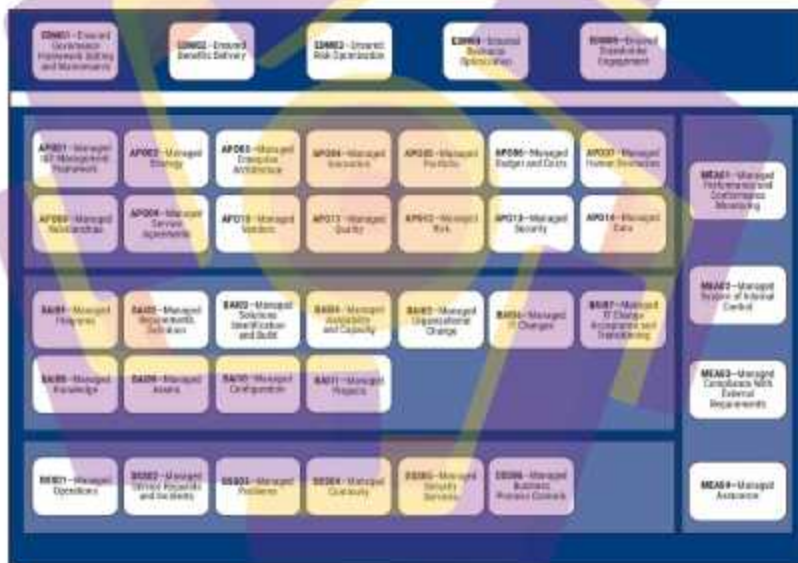 EDM01—Ensured
Governance
Framework Setting
and Maintenance
EDM02—Ensured
Benefits Delivery
EDM03—Ensured
Risk Optimization
EDM04—Ensured
Resource
Optimization
EDM05—Ensured
Stakeholder
Engagement
APO01—Managed
I&T Management
Framework
APO02—Managed
Strategy
APO03—Managed
Enterprise
Architecture
APO04—Managed
Innovation
APO05—Managed
Portfolio
APO06—Managed
Budget and Costs
APO07—Managed
Human Resources
MEA01—Managed
Performance and
Conformance
Monitoring
APO08—Managed
Relationships
APO09—Managed
Service
Agreements
APO10—Managed
Vendors
APO11—Managed
Quality
APO12—Managed
Risk
APO13—Managed
Security
APO14—Managed
Data
BAI01—Managed
Programs
BAI02—Managed
Requirements
Definition
BAI03—Managed
Solutions
Identification
and Build
BAI04—Managed
Availability
and Capacity
BAI05—Managed
Organizational
Change
BAI06—Managed
IT Changes
BAI07—Managed
IT Change
Acceptance and
Transitioning
MEA02—Managed
System of Internal
Control
BAI08—Managed
Knowledge
BAI09—Managed
Assets
BAI10—Managed
Configuration
BAI11—Managed
Projects
MEA03—Managed
Compliance With
External
Requirements
DSS01—Managed
Operations
DSS02—Managed
Service Requests
and Incidents
DSS03—Managed
Problems
DSS04—Managed
Continuity
DSS05—Managed
Security
Services
DSS06—Managed
Business
Process Controls
MEA04—Managed
Assurance